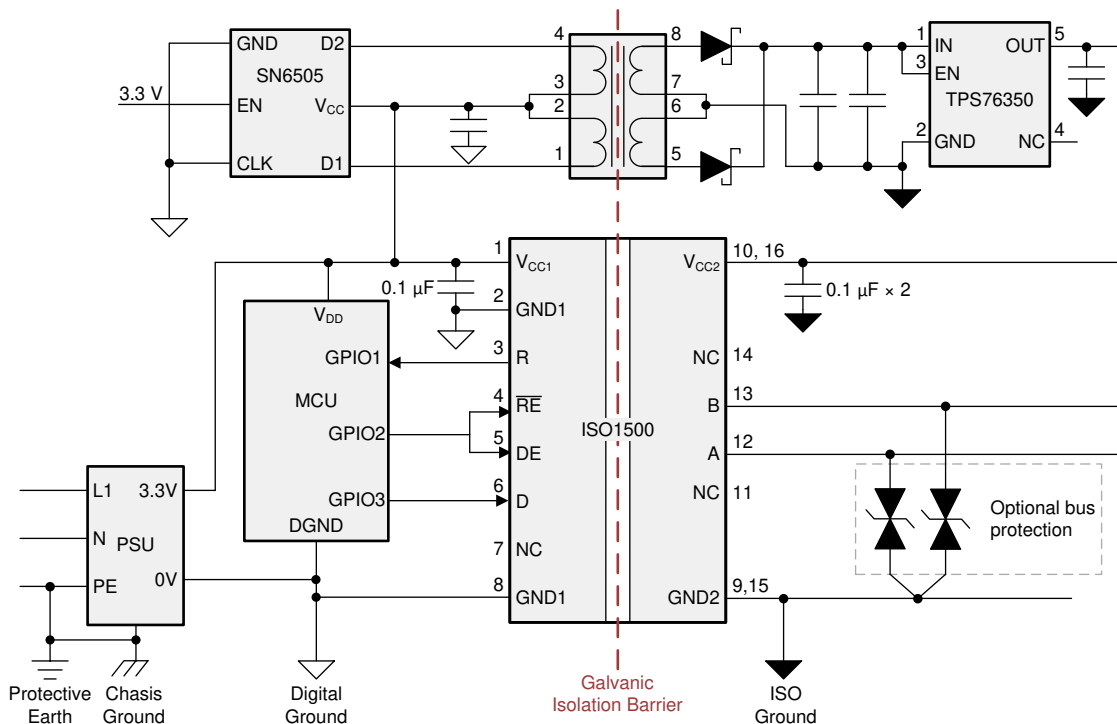 GND
D2
SN6505
3.3 V
EN
VCC
CLK
D1
4
3
2
1
8
7
6
5
1
IN
OUT
5
3
EN
TPS76350
2
GND
NC
4
1
VCC1
0.1 µF
2
GND1
3
R
4
RE
5
DE
6
D
7
NC
8
GND1
ISO1500
VCC2
10, 16
0.1 µF × 2
NC
14
B
13
A
12
NC
11
GND2
9,15
Optional bus
protection
VDD
GPIO1
MCU
GPIO2
GPIO3
DGND
L1
3.3V
N
PSU
PE
0V
Protective
Earth
Chasis
Ground
Digital
Ground
Galvanic
Isolation Barrier
ISO
Ground